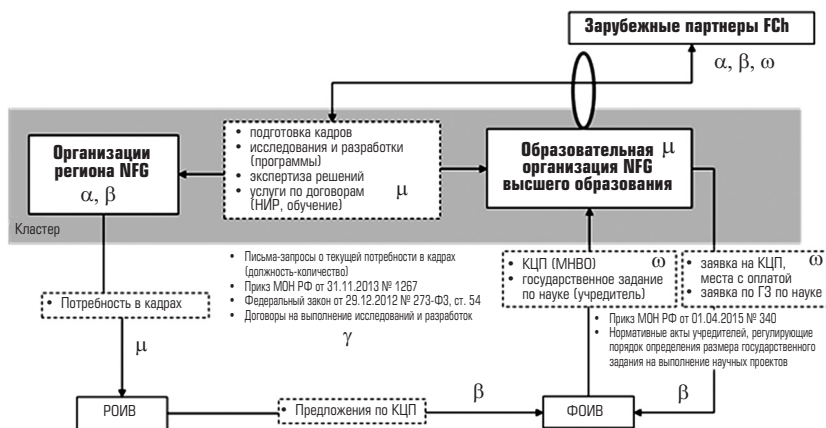 Зарубежные партнеры FCh
α, β, ω
• подготовка кадров
• исследования и разработки
(программы)
• экспертиза решений
• услуги по договорам
(НИР, обучение)
μ
Организации
региона NFG
α, β
Образовательная
организация NFG
высшего образования
μ
Кластер
• Письма-запросы о текущей потребности в кадрах
(должность-количество)
• Прикз МОН РФ от 31.11.2013 № 1267
• Федеральный закон от 29.12.2012 № 273-ФЗ, ст. 54
• Договоры на выполнение исследований и разработок
γ
• КЦП (МНВО)
• государственное задание
по науке (учредитель)
ω
• заявка на КЦП,
места с оплатой
• заявка по ГЗ по науке
ω
• Потребность в кадрах
μ
• Прикз МОН РФ от 01.04.2015 № 340
• Нормативные акты учредителей, регулирующие
порядок определения размера государственного
задания на выполнение научных проектов
РОИВ
• Предложения по КЦП
β
ФОИВ
β